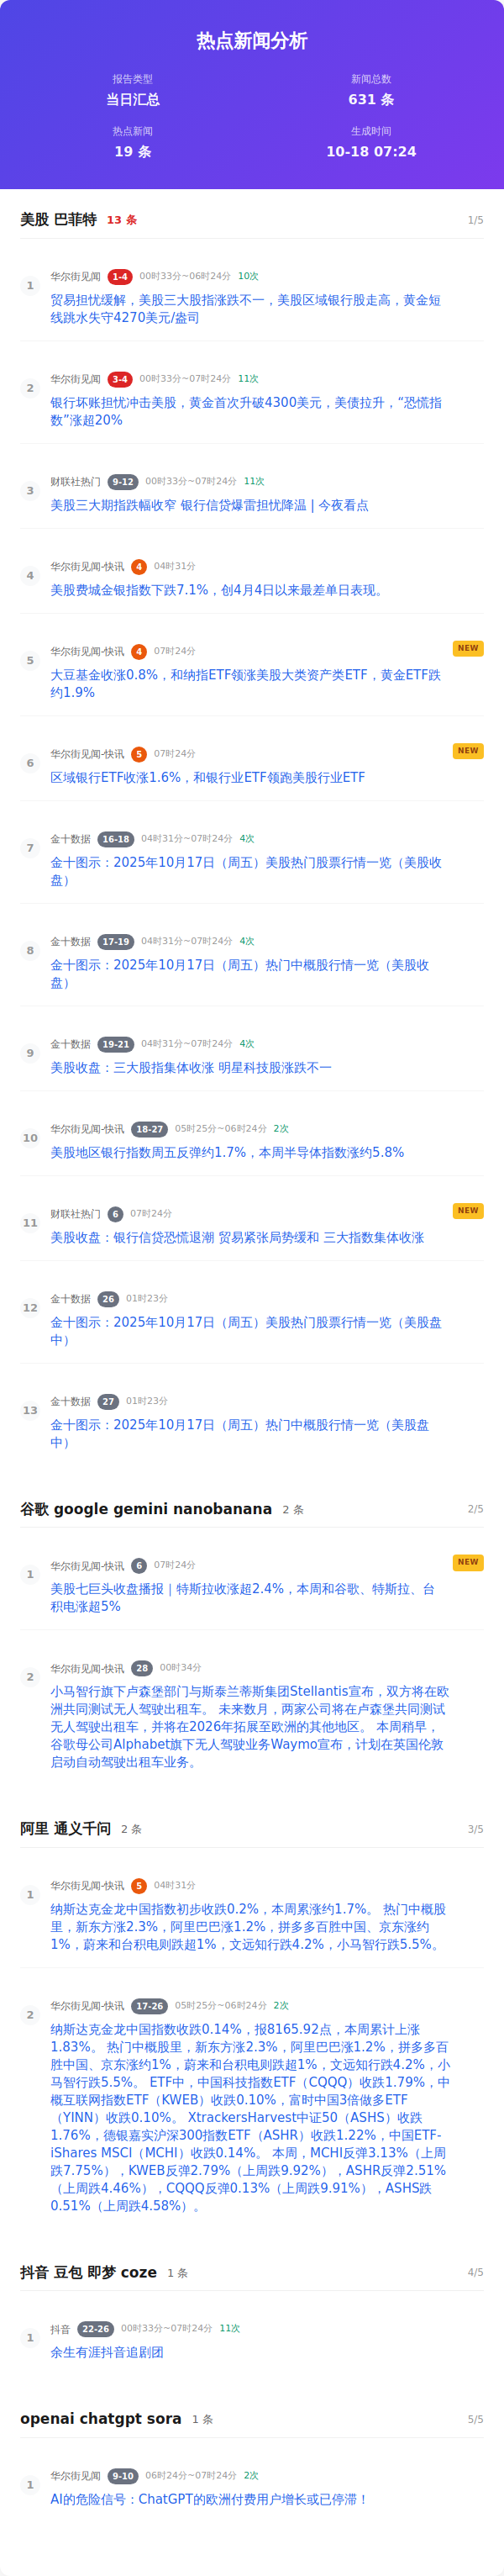 热点新闻分析
报告类型
新闻总数
当日汇总
631 条
热点新闻
生成时间
19 条
10-18 07:24
美股 巴菲特 13 条 1/5
1
华尔街见闻 1-4 00时33分~06时24分 10次
贸易担忧缓解，美股三大股指涨跌不一，美股区域银行股走高，黄金短
线跳水失守4270美元/盎司
2
华尔街见闻 3-4 00时33分~07时24分 11次
银行坏账担忧冲击美股，黄金首次升破4300美元，美债拉升，“恐慌指
数”涨超20%
3
财联社热门 9-12 00时33分~07时24分 11次
美股三大期指跌幅收窄 银行信贷爆雷担忧降温 | 今夜看点
4
华尔街见闻-快讯 4 04时31分
美股费城金银指数下跌7.1%，创4月4日以来最差单日表现。
5
华尔街见闻-快讯 4 07时24分 NEW
大豆基金收涨0.8%，和纳指ETF领涨美股大类资产类ETF，黄金ETF跌
约1.9%
6
华尔街见闻-快讯 5 07时24分 NEW
区域银行ETF收涨1.6%，和银行业ETF领跑美股行业ETF
7
金十数据 16-18 04时31分~07时24分 4次
金十图示：2025年10月17日（周五）美股热门股票行情一览（美股收
盘）
8
金十数据 17-19 04时31分~07时24分 4次
金十图示：2025年10月17日（周五）热门中概股行情一览（美股收
盘）
9
金十数据 19-21 04时31分~07时24分 4次
美股收盘：三大股指集体收涨 明星科技股涨跌不一
10
华尔街见闻-快讯 18-27 05时25分~06时24分 2次
美股地区银行指数周五反弹约1.7%，本周半导体指数涨约5.8%
11
财联社热门 6 07时24分 NEW
美股收盘：银行信贷恐慌退潮 贸易紧张局势缓和 三大指数集体收涨
12
金十数据 26 01时23分
金十图示：2025年10月17日（周五）美股热门股票行情一览（美股盘
中）
13
金十数据 27 01时23分
金十图示：2025年10月17日（周五）热门中概股行情一览（美股盘
中）
谷歌 google gemini nanobanana 2 条 2/5
1
华尔街见闻-快讯 6 07时24分 NEW
美股七巨头收盘播报｜特斯拉收涨超2.4%，本周和谷歌、特斯拉、台
积电涨超5%
2
华尔街见闻-快讯 28 00时34分
小马智行旗下卢森堡部门与斯泰兰蒂斯集团Stellantis宣布，双方将在欧
洲共同测试无人驾驶出租车。 未来数月，两家公司将在卢森堡共同测试
无人驾驶出租车，并将在2026年拓展至欧洲的其他地区。 本周稍早，
谷歌母公司Alphabet旗下无人驾驶业务Waymo宣布，计划在英国伦敦
启动自动驾驶出租车业务。
阿里 通义千问 2 条 3/5
1
华尔街见闻-快讯 5 04时31分
纳斯达克金龙中国指数初步收跌0.2%，本周累涨约1.7%。 热门中概股
里，新东方涨2.3%，阿里巴巴涨1.2%，拼多多百胜中国、京东涨约
1%，蔚来和台积电则跌超1%，文远知行跌4.2%，小马智行跌5.5%。
2
华尔街见闻-快讯 17-26 05时25分~06时24分 2次
纳斯达克金龙中国指数收跌0.14%，报8165.92点，本周累计上涨
1.83%。 热门中概股里，新东方涨2.3%，阿里巴巴涨1.2%，拼多多百
胜中国、京东涨约1%，蔚来和台积电则跌超1%，文远知行跌4.2%，小
马智行跌5.5%。 ETF中，中国科技指数ETF（CQQQ）收跌1.79%，中
概互联网指数ETF（KWEB）收跌0.10%，富时中国3倍做多ETF
（YINN）收跌0.10%。 XtrackersHarvest中证50（ASHS）收跌
1.76%，德银嘉实沪深300指数ETF（ASHR）收跌1.22%，中国ETF-
iShares MSCI（MCHI）收跌0.14%。 本周，MCHI反弹3.13%（上周
跌7.75%），KWEB反弹2.79%（上周跌9.92%），ASHR反弹2.51%
（上周跌4.46%），CQQQ反弹0.13%（上周跌9.91%），ASHS跌
0.51%（上周跌4.58%）。
抖音 豆包 即梦 coze 1 条 4/5
1
抖音 22-26 00时33分~07时24分 11次
余生有涯抖音追剧团
openai chatgpt sora 1 条 5/5
1
华尔街见闻 9-10 06时24分~07时24分 2次
AI的危险信号：ChatGPT的欧洲付费用户增长或已停滞！